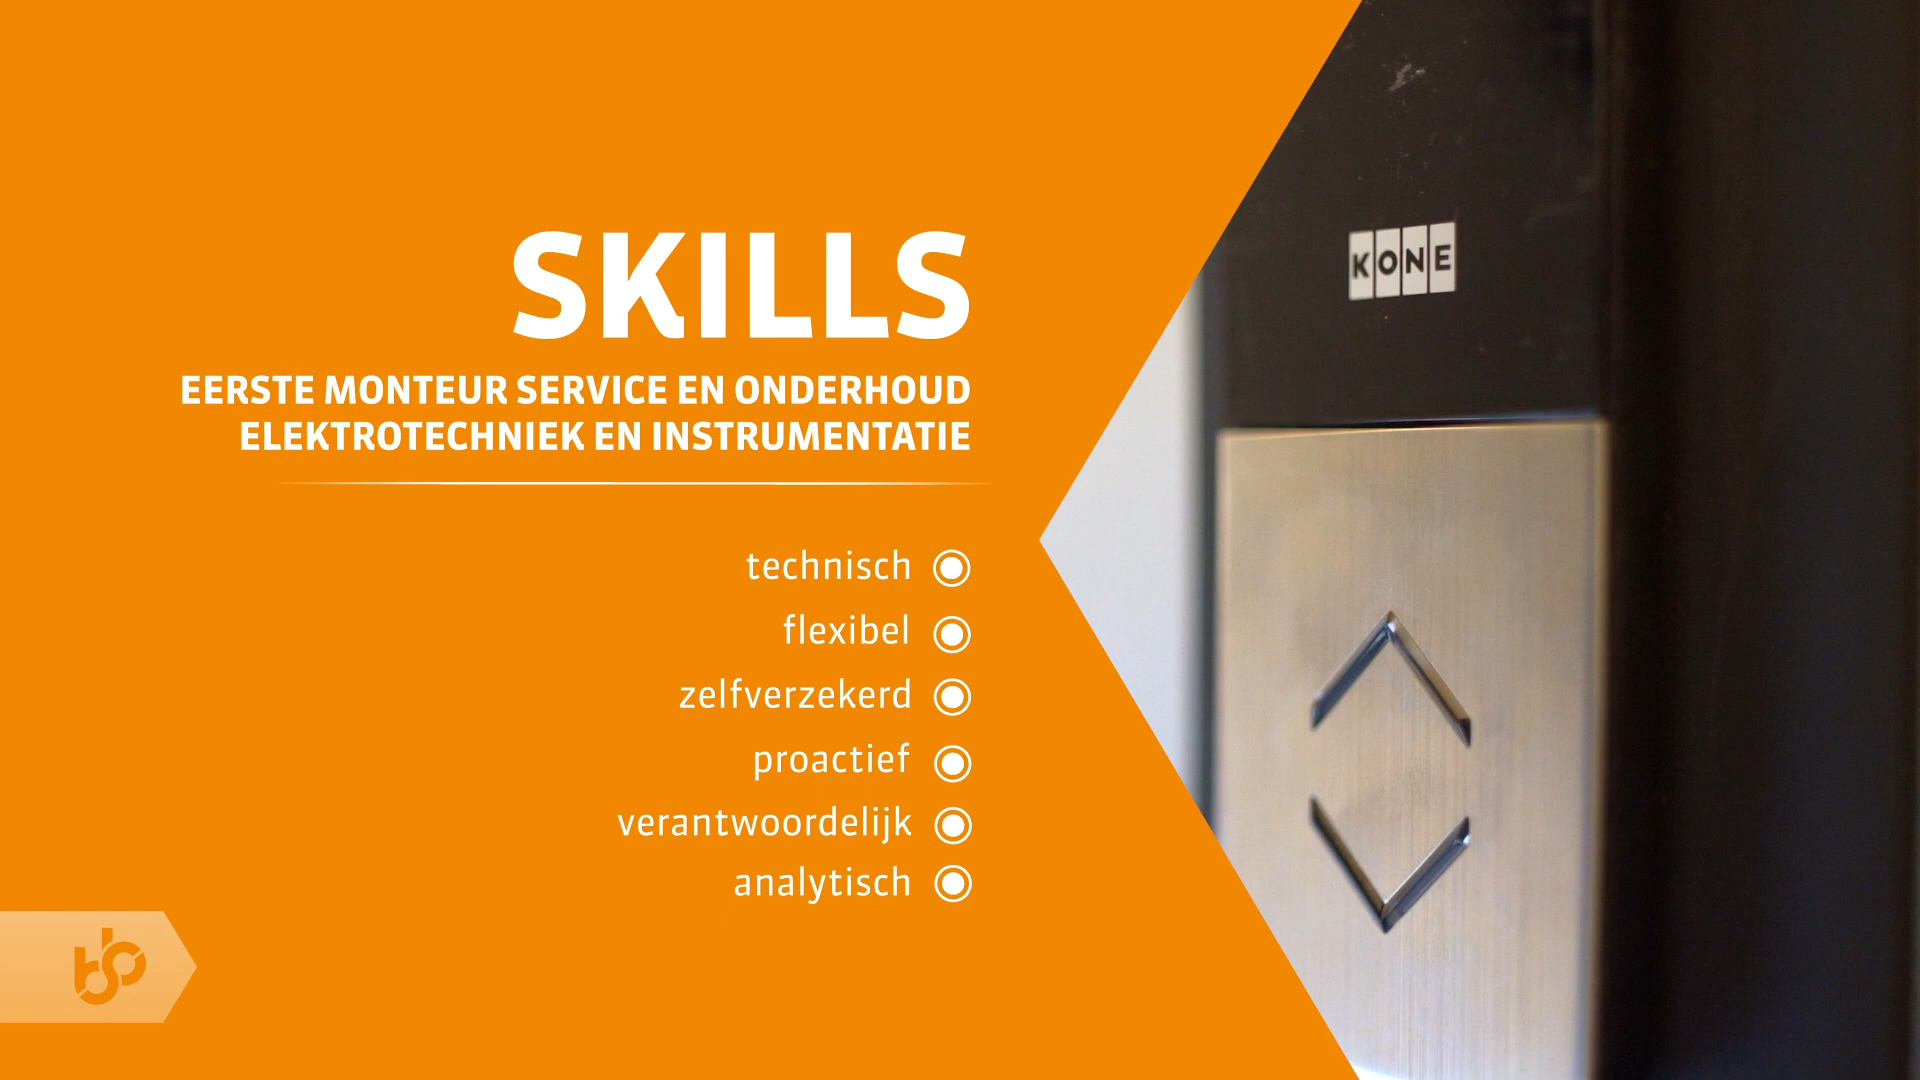 SKILLS
EERSTE MONTEUR SERVICE EN ONDERHOUD
ELEKTROTECHNIEK EN INSTRUMENTATIE
technisch
flexibel
zelfverzekerd
proactief
verantwoordelijk
analytisch
KONE